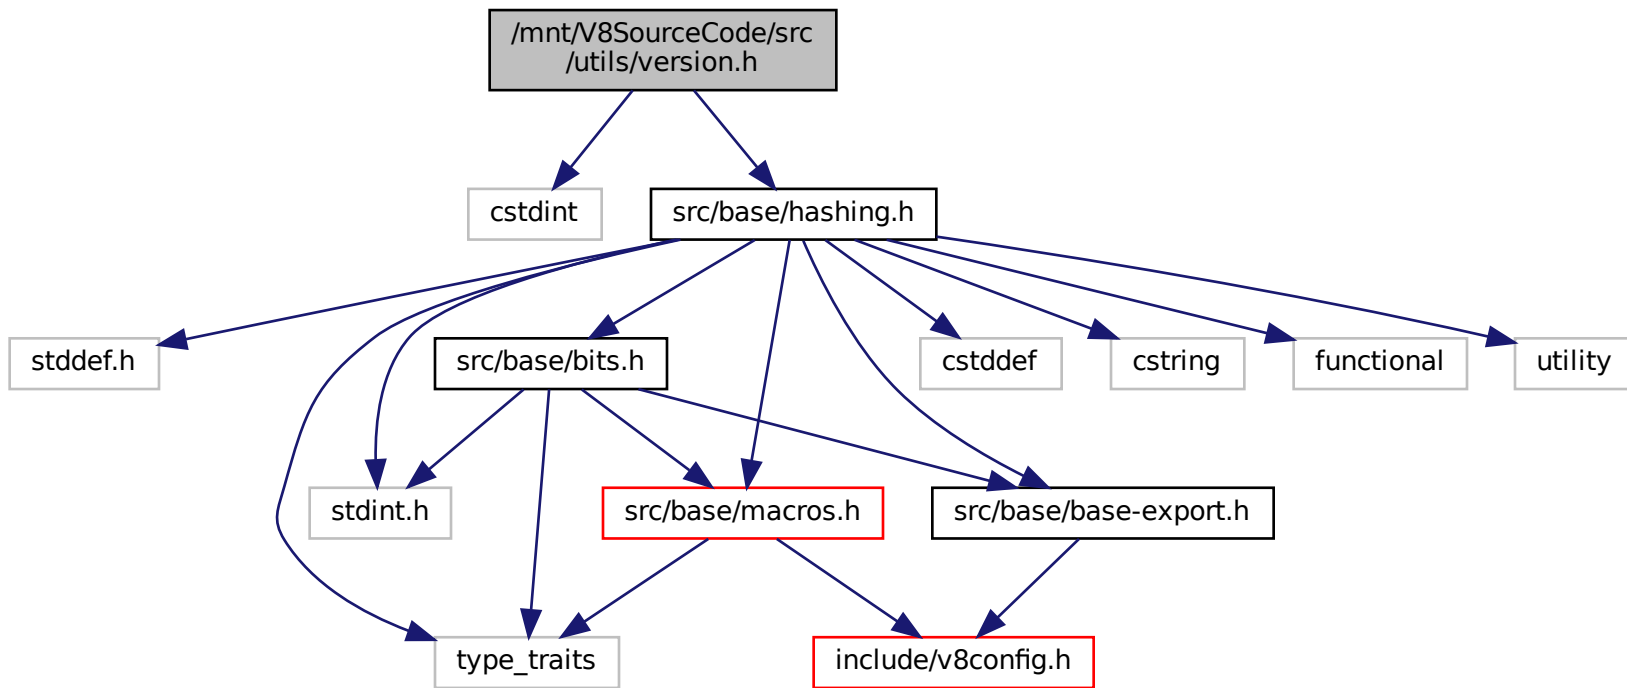 /mnt/V8SourceCode/src
/utils/version.h
cstdint
src/base/hashing.h
stddef.h
src/base/bits.h
cstddef
cstring
functional
utility
stdint.h
src/base/macros.h
src/base/base-export.h
type_traits
include/v8config.h